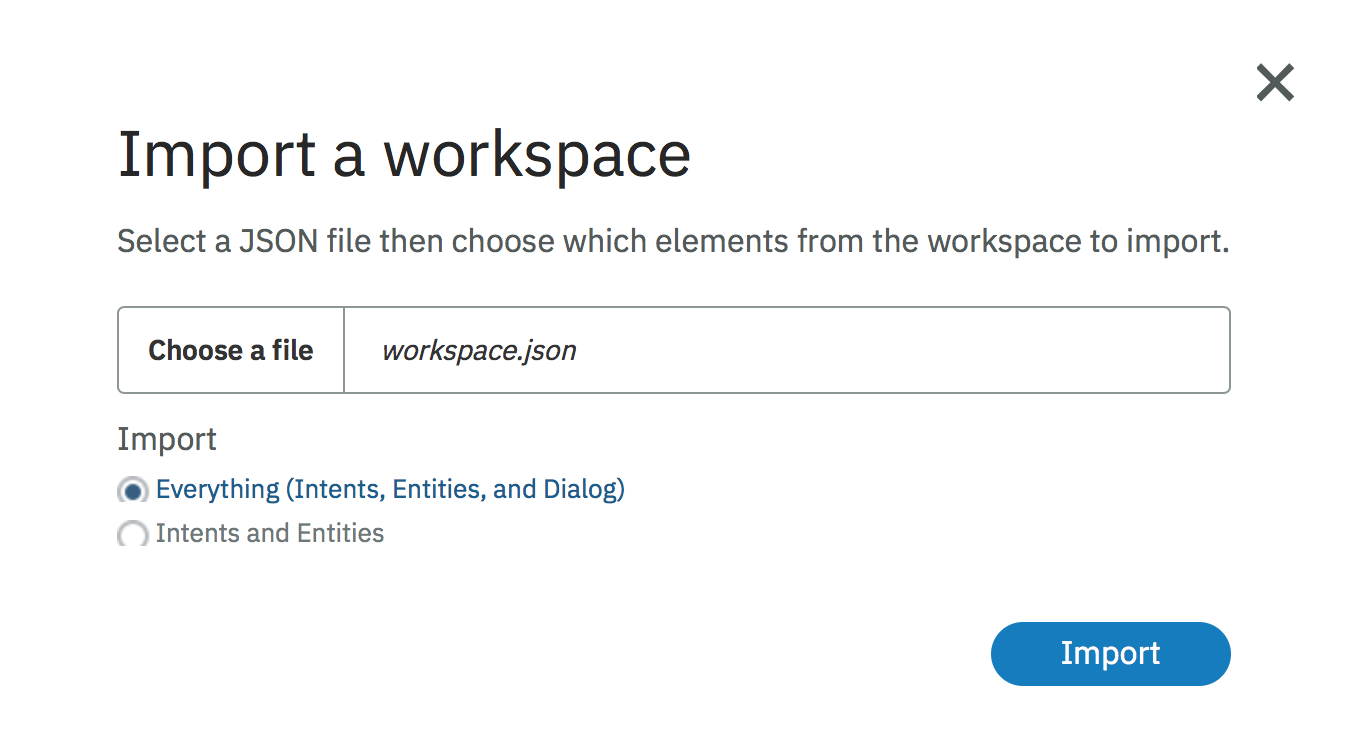 Import a workspace
Select a JSON file then choose which elements from the workspace to import.
Choose a file workspace.json
Import
Everything (Intents, Entities, and Dialog)
Intents and Entities
Import